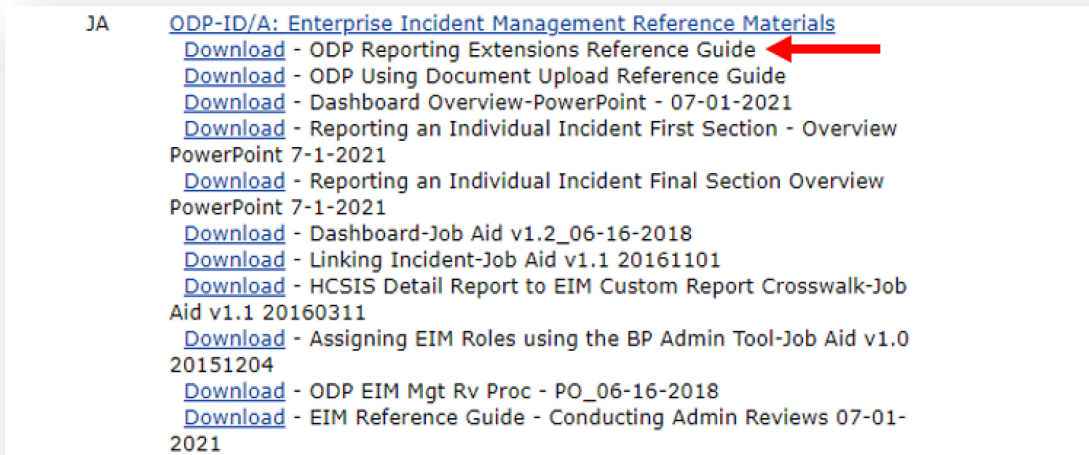 JA ODP-ID/A: Enterprise Incident Management Reference Materials
Download - ODP Reporting Extensions Reference Guide
Download - ODP Using Document Upload Reference Guide
Download - Dashboard Overview-PowerPoint - 07-01-2021
Download - Reporting an Individual Incident First Section - Overview
PowerPoint 7-1-2021
Download - Reporting an Individual Incident Final Section Overview
PowerPoint 7-1-2021
Download - Dashboard-Job Aid v1.2_06-16-2018
Download - Linking Incident-Job Aid v1.1 20161101
Download - HCSIS Detail Report to EIM Custom Report Crosswalk-Job
Aid v1.1 20160311
Download - Assigning EIM Roles using the BP Admin Tool-Job Aid v1.0
20151204
Download - ODP EIM Mgt Rv Proc - PO_06-16-2018
Download - EIM Reference Guide - Conducting Admin Reviews 07-01-
2021